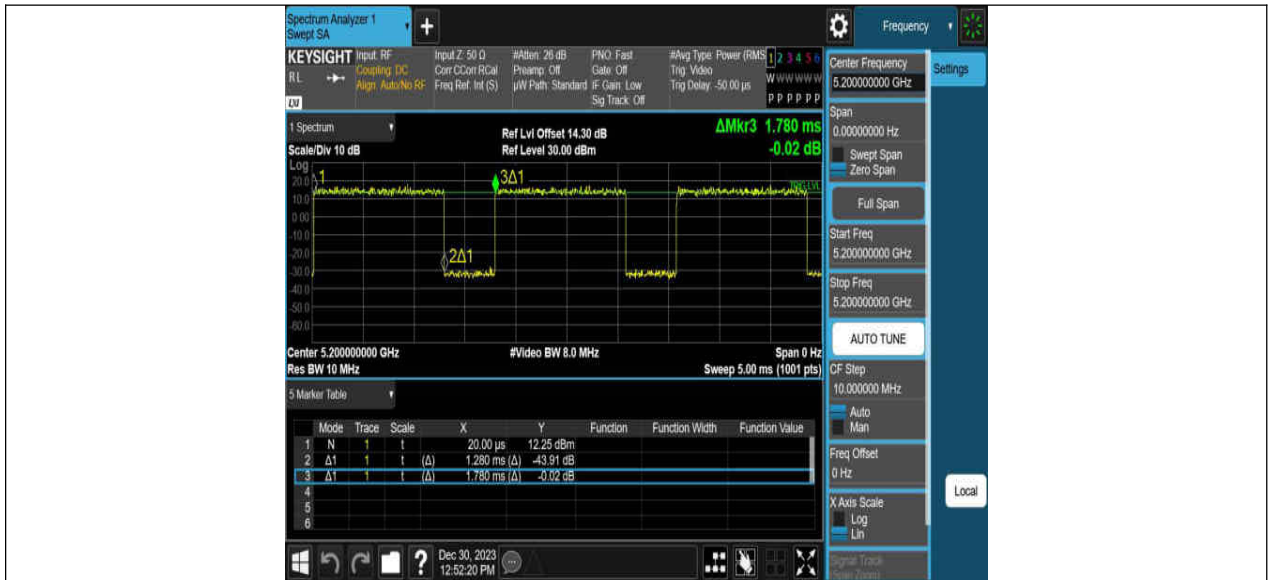 Spectrum Analyzer 1
Swept SA
+
Frequency
KEYSIGHT
RL
Input: RF
Coupling: DC
Align: Auto/No RF
Input Z: 50 Ω
Corr CCorr RCal
Freq Ref: Int (S)
#Atten: 26 dB
Preamp: Off
µW Path: Standard
PNO: Fast
Gate: Off
IF Gain: Low
Sig Track: Off
#Avg Type: Power (RMS
Trig: Video
Trig Delay: -50.00 µs
1 2 3 4 5 6
W W W W W W
P P P P P P
1 Spectrum
Scale/Div 10 dB
Ref Lvl Offset 14.30 dB
Ref Level 30.00 dBm
ΔMkr3 1.780 ms
-0.02 dB
Log
20.0
10.0
0.00
-10.0
-20.0
-30.0
-40.0
-50.0
-60.0
1
3Δ1
2Δ1
TRIG LVL
Center 5.200000000 GHz
#Video BW 8.0 MHz
Span 0 Hz
Res BW 10 MHz
Sweep 5.00 ms (1001 pts)
5 Marker Table
Mode Trace Scale X Y Function Function Width Function Value
1 N 1 t 20.00 µs 12.25 dBm
2 Δ1 1 t (Δ) 1.280 ms (Δ) -43.91 dB
3 Δ1 1 t (Δ) 1.780 ms (Δ) -0.02 dB
4
5
6
Dec 30, 2023
12:52:20 PM
Center Frequency
5.200000000 GHz
Settings
Span
0.00000000 Hz
Swept Span
Zero Span
Full Span
Start Freq
5.200000000 GHz
Stop Freq
5.200000000 GHz
AUTO TUNE
CF Step
10.000000 MHz
Auto
Man
Freq Offset
0 Hz
X Axis Scale
Log
Lin
Signal Track
(Span Zoom)
Local